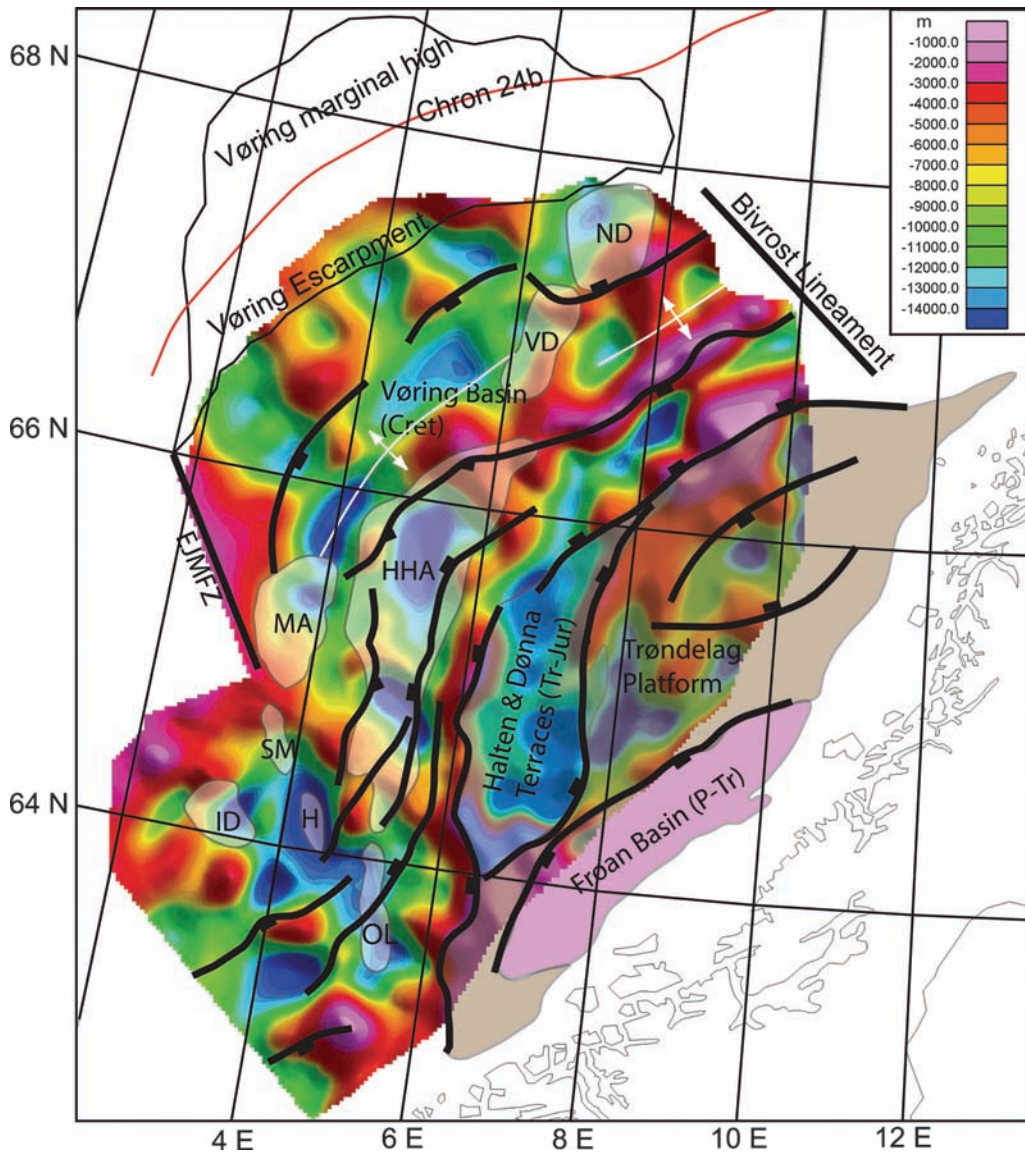 68 N
66 N
64 N
4 E
6 E
8 E
10 E
12 E
m
-1000.0
-2000.0
-3000.0
-4000.0
-5000.0
-6000.0
-7000.0
-8000.0
-9000.0
-10000.0
-11000.0
-12000.0
-13000.0
-14000.0
Vøring marginal high
Chron 24b
Vøring Escarpment
Bivrost Lineament
ND
VD
Vøring Basin
(Cret)
EJMFZ
MA
HHA
Halten & Dønna
Terraces (Tr-Jur)
Trøndelag
Platform
SM
ID
H
OL
Frøan Basin (P-Tr)